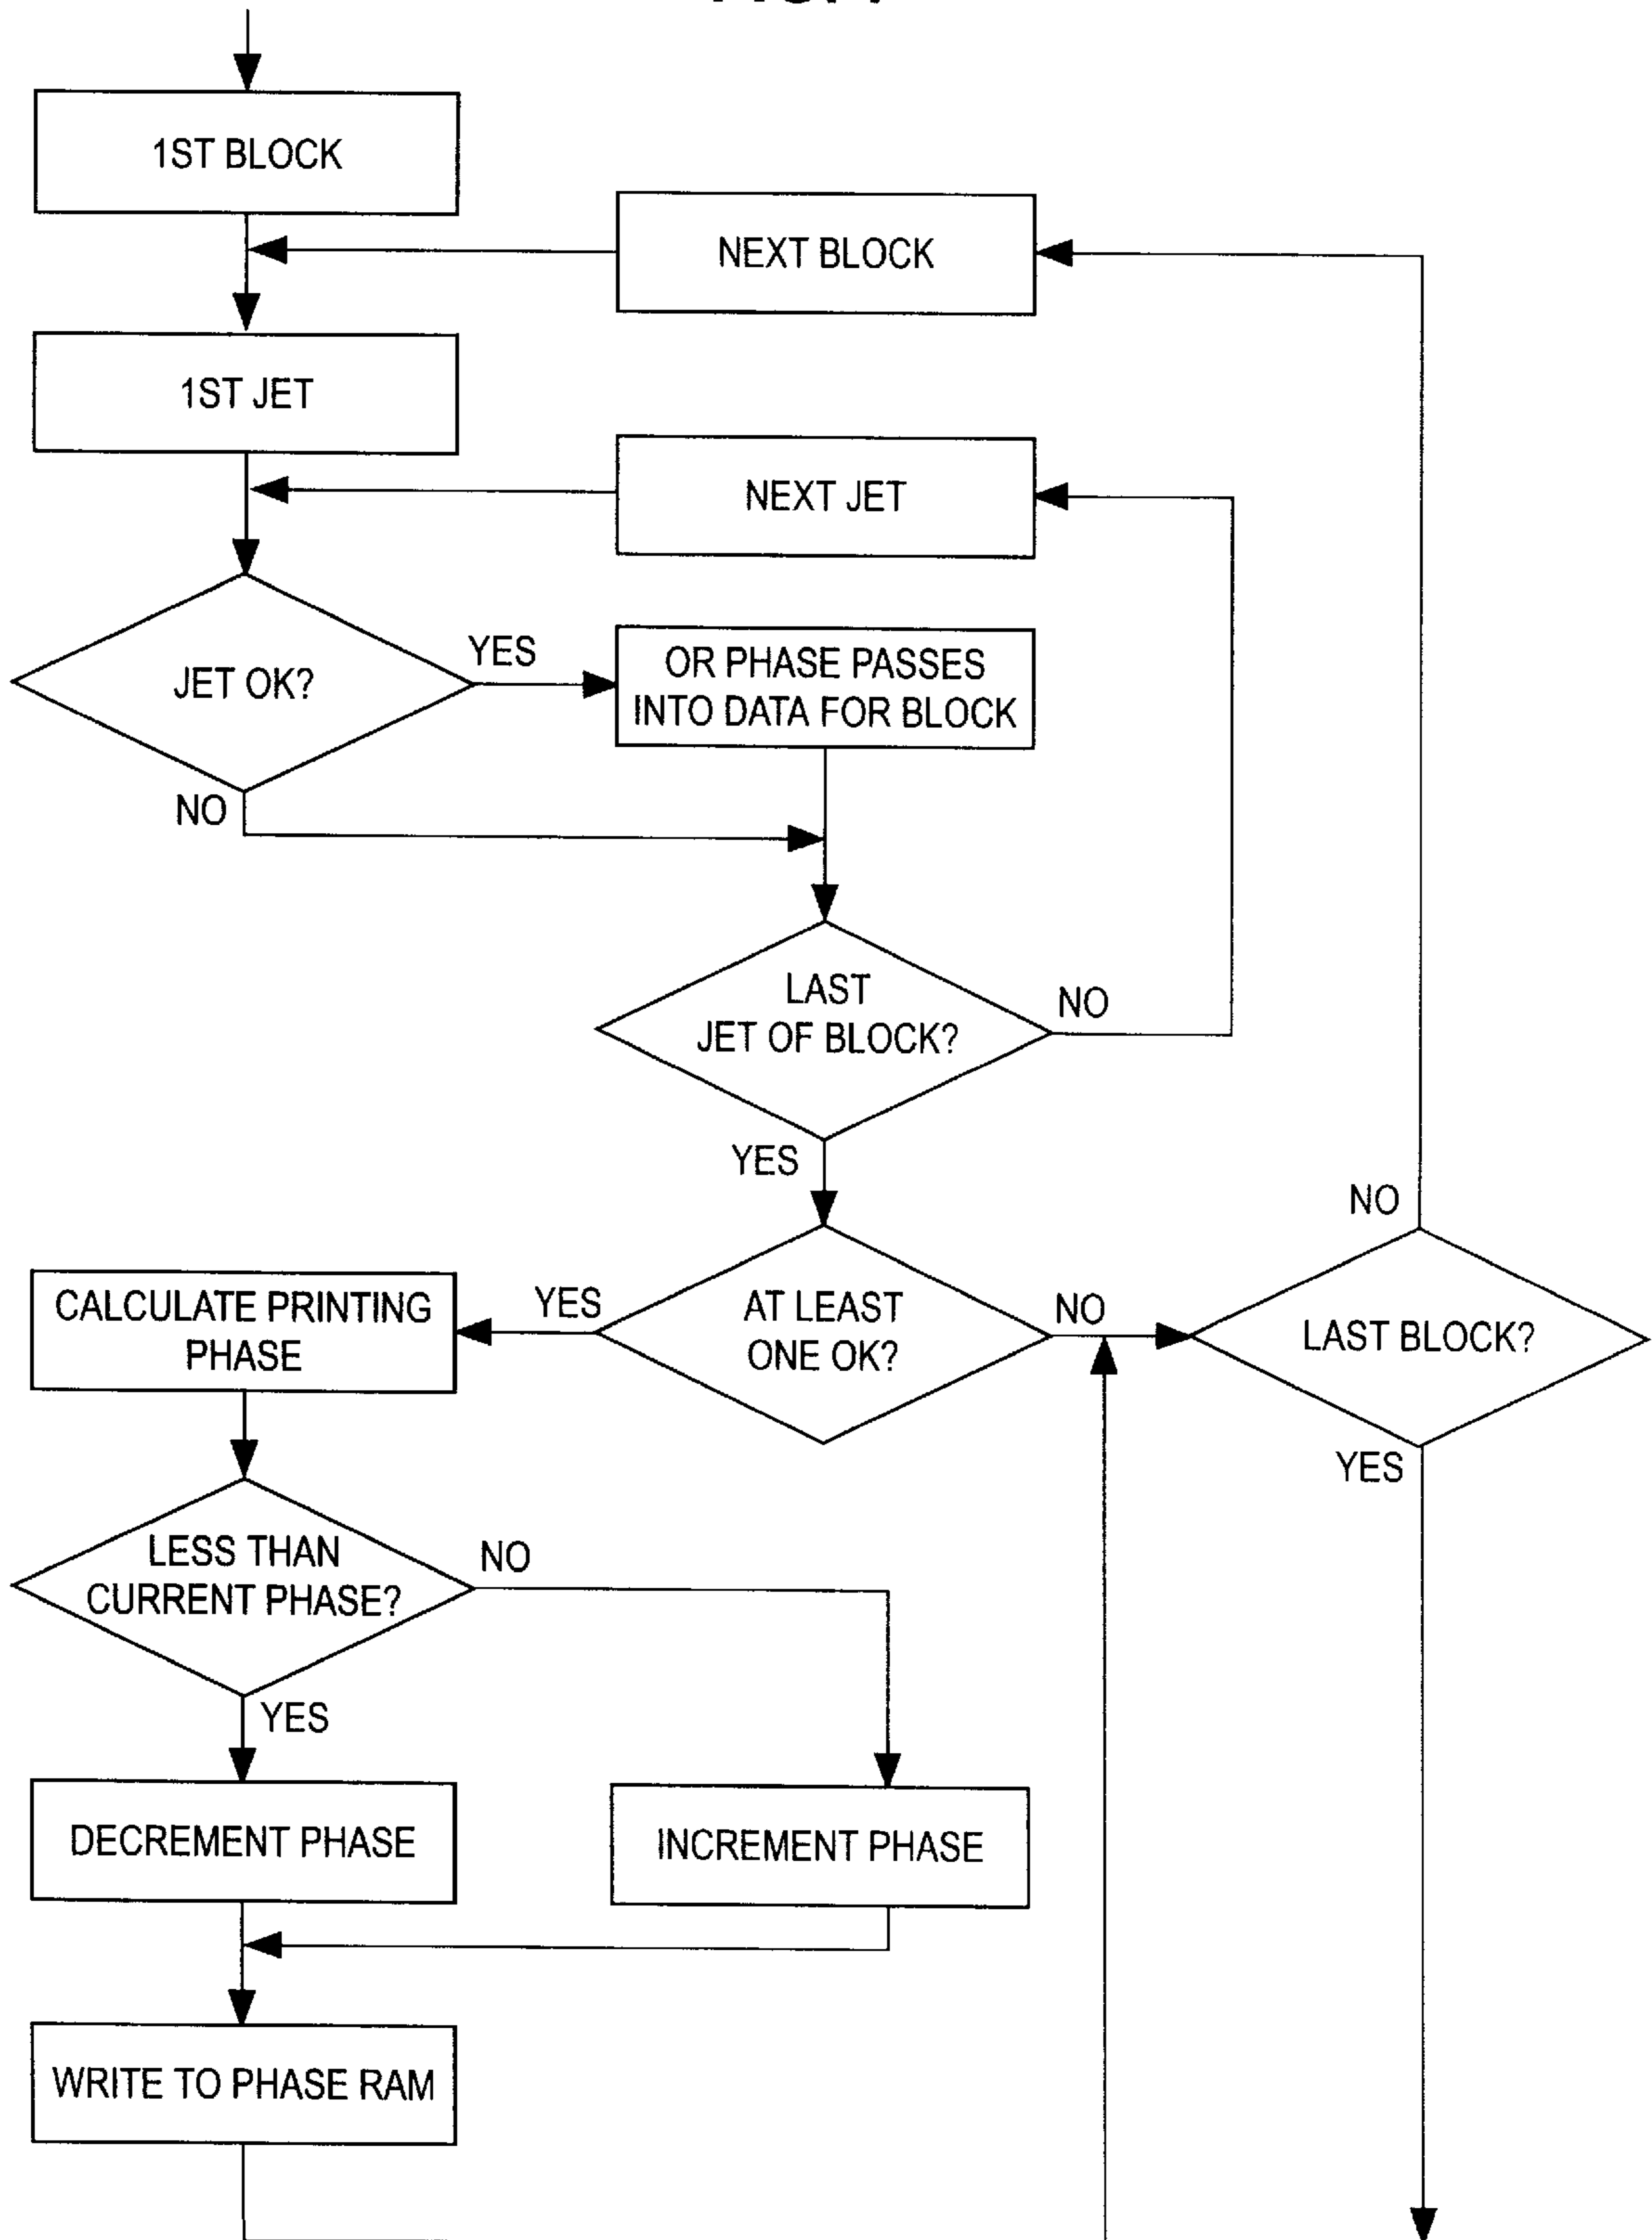 1ST BLOCK
NEXT BLOCK
1ST JET
NEXT JET
JET OK?
YES
OR PHASE PASSES
INTO DATA FOR BLOCK
NO
LAST
JET OF BLOCK?
NO
YES
NO
CALCULATE PRINTING
PHASE
YES
AT LEAST
ONE OK?
NO
LAST BLOCK?
YES
LESS THAN
CURRENT PHASE?
NO
YES
DECREMENT PHASE
INCREMENT PHASE
WRITE TO PHASE RAM